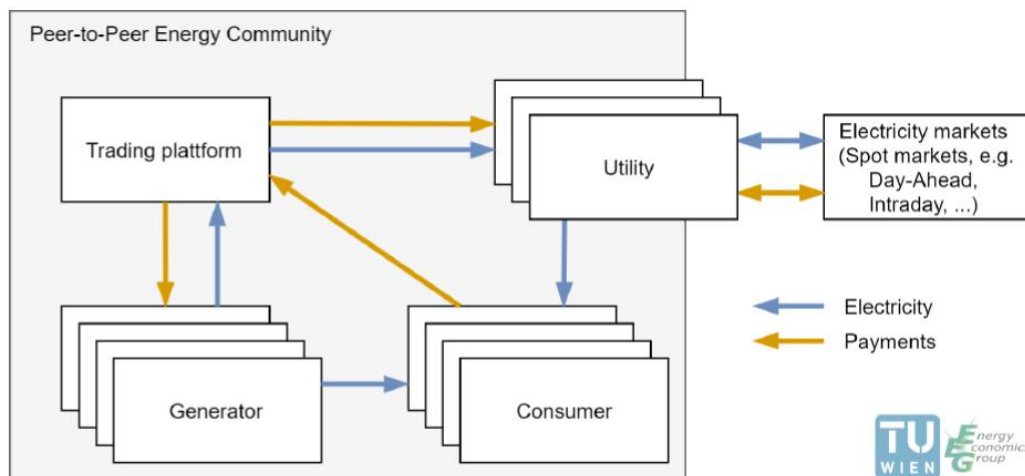 Peer-to-Peer Energy Community
Trading plattform
Utility
Electricity markets
(Spot markets, e.g.
Day-Ahead,
Intraday, ...)
Electricity
Payments
Generator
Consumer
TU
WIEN
Energy
Economics
Group